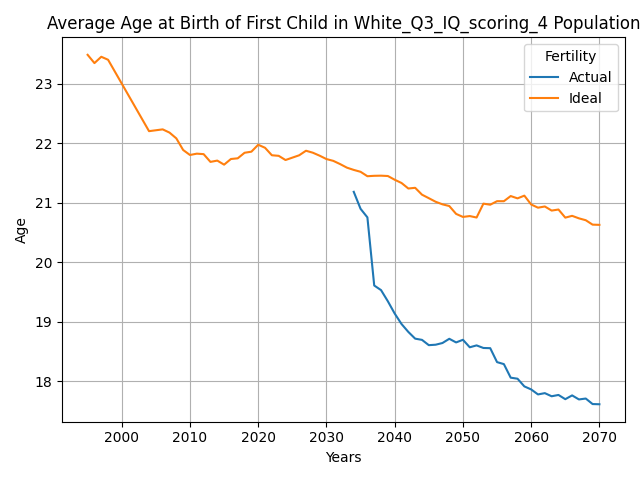 Average Age at Birth of First Child in White_Q3_IQ_scoring_4 Population
Fertility
Actual
Ideal
Age
23
22
21
20
19
18
2000 2010 2020 2030 2040 2050 2060 2070
Years